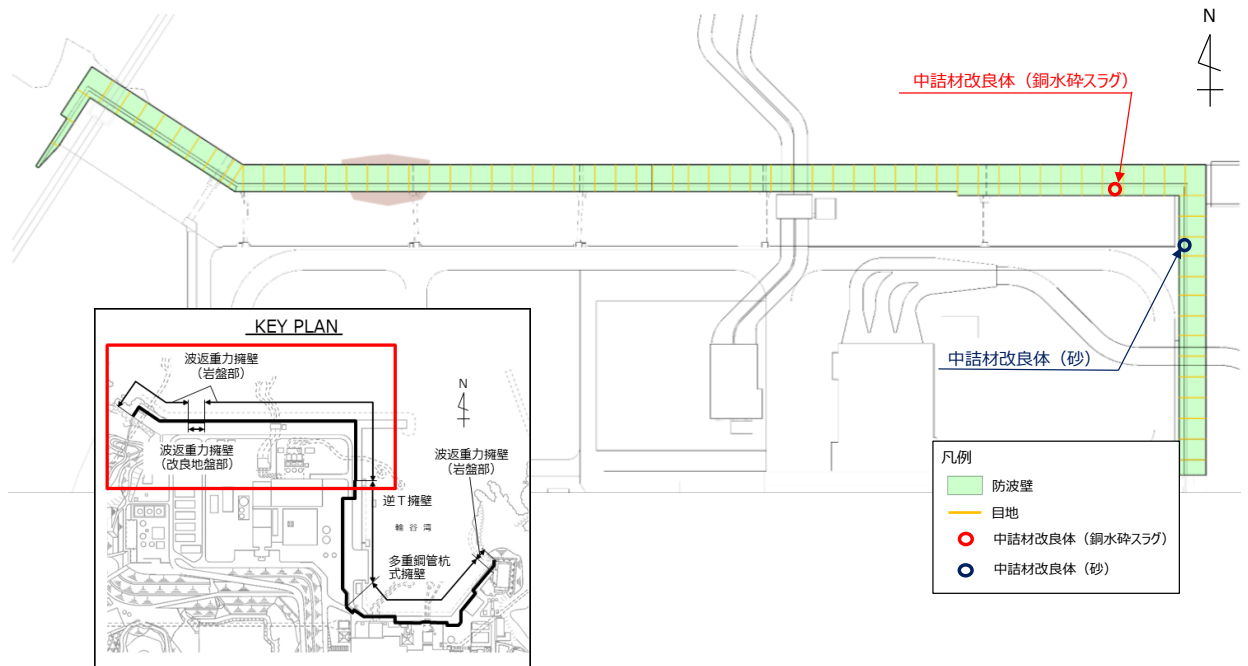 N
中詰材改良体（銅水砕スラグ）
中詰材改良体（砂）
KEY PLAN
波返重力擁壁
（岩盤部）
N
波返重力擁壁
（改良地盤部）
波返重力擁壁
（岩盤部）
逆Ｔ擁壁
輪谷湾
多重鋼管杭
式擁壁
凡例
防波壁
目地
中詰材改良体（銅水砕スラグ）
中詰材改良体（砂）